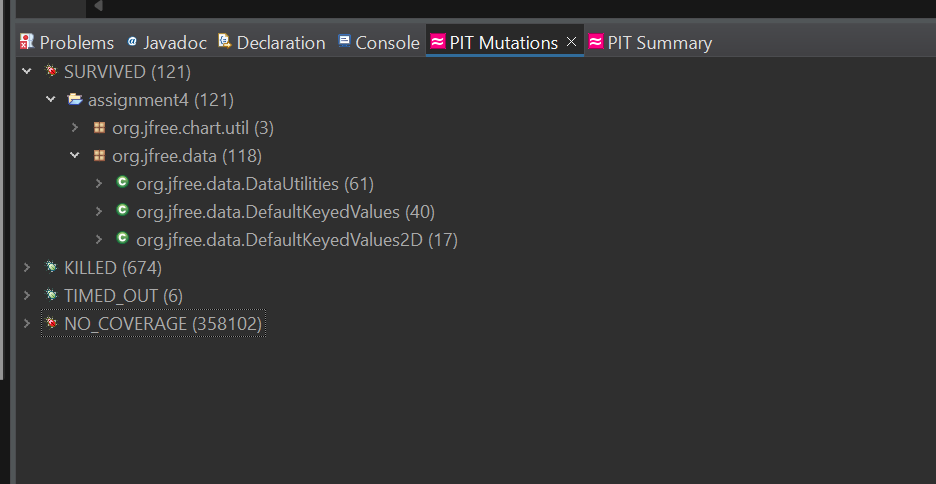 Problems Javadoc Declaration Console PIT Mutations PIT Summary
SURVIVED (121)
assignment4 (121)
org.jfree.chart.util (3)
org.jfree.data (118)
org.jfree.data.DataUtilities (61)
org.jfree.data.DefaultKeyedValues (40)
org.jfree.data.DefaultKeyedValues2D (17)
KILLED (674)
TIMED_OUT (6)
NO_COVERAGE (358102)